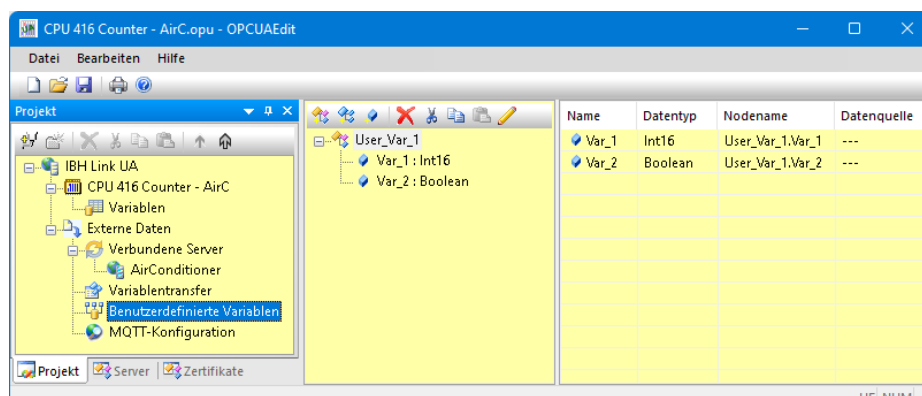 CPU 416 Counter - AirC.opu - OPCUAEdit
Datei Bearbeiten Hilfe
Projekt
IBH Link UA
CPU 416 Counter - AirC
Variablen
Externe Daten
Verbundene Server
AirConditioner
Variablentransfer
Benutzerdefinierte Variablen
MQTT-Konfiguration
Projekt Server Zertifikate
User_Var_1
Var_1 : Int16
Var_2 : Boolean
Name Datentyp Nodename Datenquelle
Var_1 Int16 User_Var_1.Var_1 ---
Var_2 Boolean User_Var_1.Var_2 ---